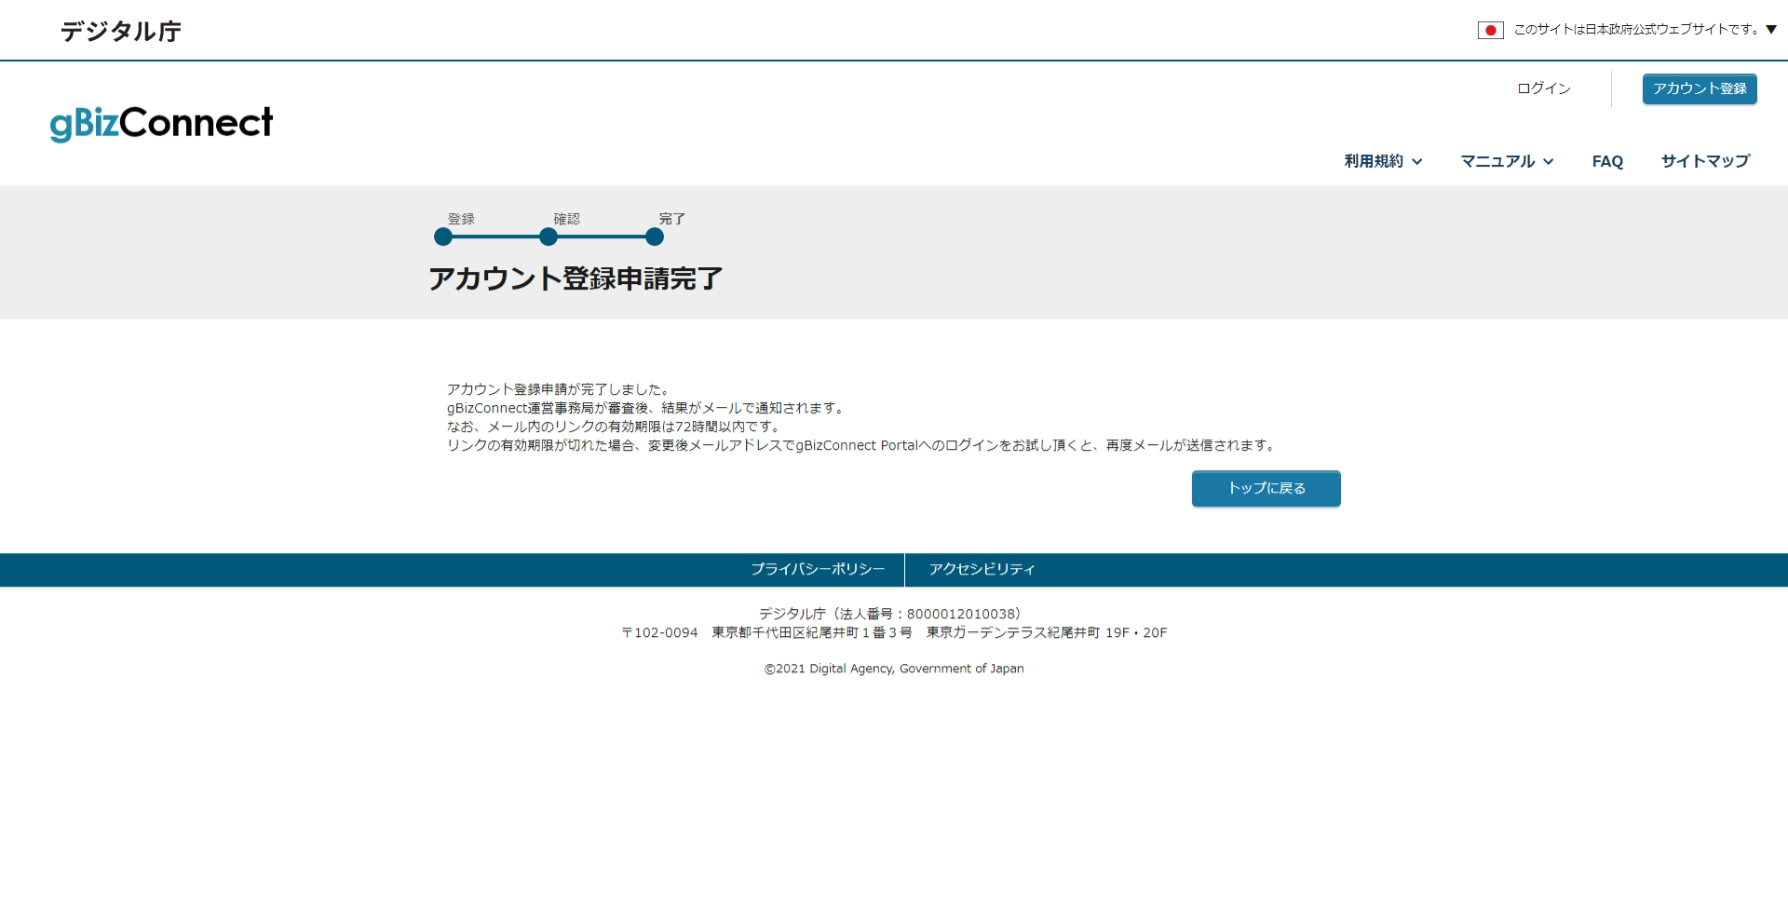 デジタル庁
このサイトは日本政府公式ウェブサイトです。▼
ログイン
アカウント登録
gBizConnect
利用規約
マニュアル
FAQ
サイトマップ
登録
確認
完了
アカウント登録申請完了
アカウント登録申請が完了しました。
gBizConnect運営事務局が審査後、結果がメールで通知されます。
なお、メール内のリンクの有効期限は72時間以内です。
リンクの有効期限が切れた場合、変更後メールアドレスでgBizConnect Portalへのログインをお試し頂くと、再度メールが送信されます。
トップに戻る
プライバシーポリシー
アクセシビリティ
デジタル庁（法人番号：8000012010038）
〒102-0094　東京都千代田区紀尾井町１番３号　東京ガーデンテラス紀尾井町 19F・20F
©2021 Digital Agency, Government of Japan